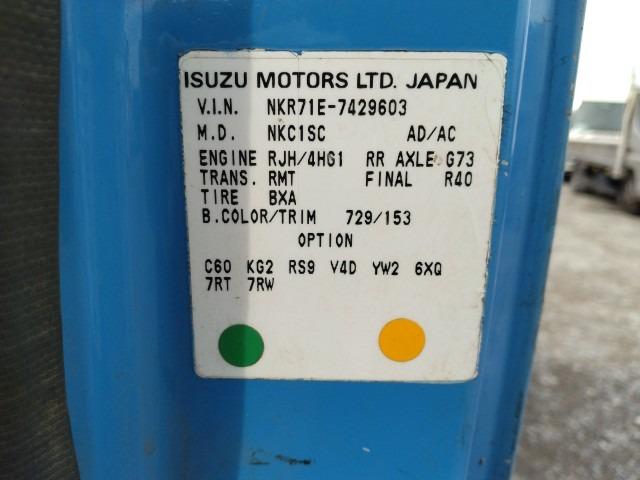 ISUZU MOTORS LTD. JAPAN
V.I.N. NKR71E-7429603
M.D. NKC1SC AD/AC
ENGINE RJH/4HG1 RR AXLE G73
TRANS. RMT FINAL R40
TIRE BXA
B.COLOR/TRIM 729/153
OPTION
C60 KG2 RS9 V4D YW2 6XQ
7RT 7RW